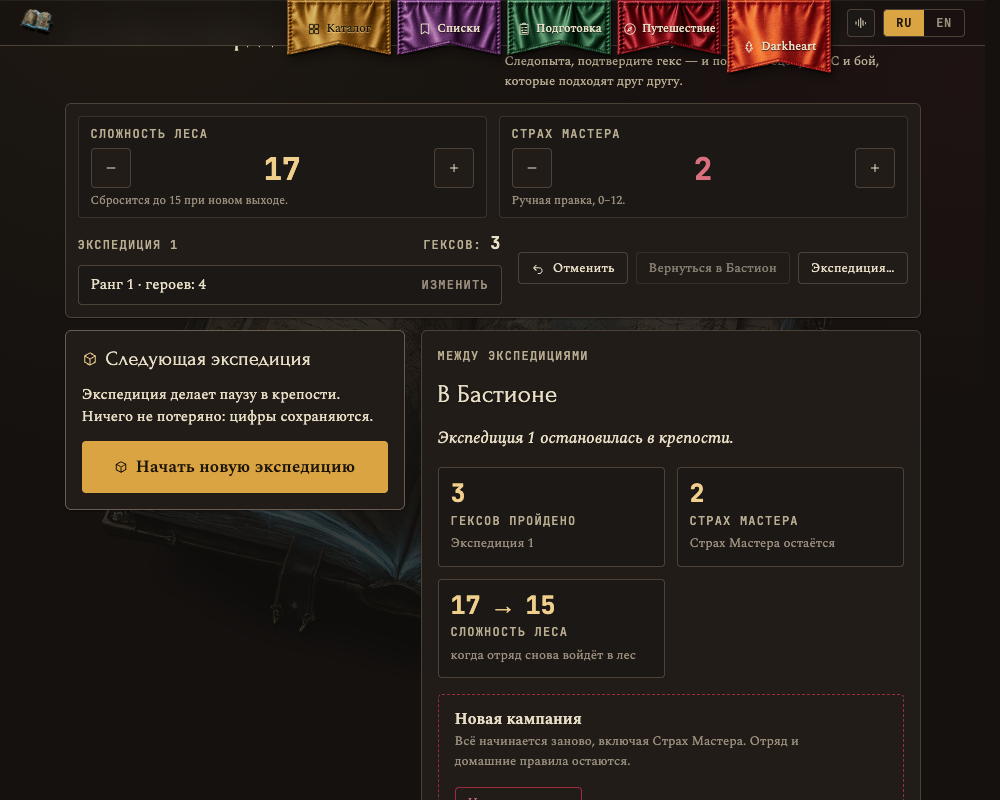 Каталог
Списки
Подготовка
Путешествие
Darkheart
RU
EN
Следопыта, подтвердите гекс — и
С и бой,
которые подходят друг другу.
СЛОЖНОСТЬ ЛЕСА
− 17 +
Сбросится до 15 при новом выходе.
СТРАХ МАСТЕРА
− 2 +
Ручная правка, 0–12.
ЭКСПЕДИЦИЯ 1
ГЕКСОВ: 3
Ранг 1 · героев: 4
ИЗМЕНИТЬ
Отменить
Вернуться в Бастион
Экспедиция…
Следующая экспедиция
Экспедиция делает паузу в крепости.
Ничего не потеряно: цифры сохраняются.
Начать новую экспедицию
МЕЖДУ ЭКСПЕДИЦИЯМИ
В Бастионе
Экспедиция 1 остановилась в крепости.
3
ГЕКСОВ ПРОЙДЕНО
Экспедиция 1
2
СТРАХ МАСТЕРА
Страх Мастера остаётся
17 → 15
СЛОЖНОСТЬ ЛЕСА
когда отряд снова войдёт в лес
Новая кампания
Всё начинается заново, включая Страх Мастера. Отряд и
домашние правила остаются.